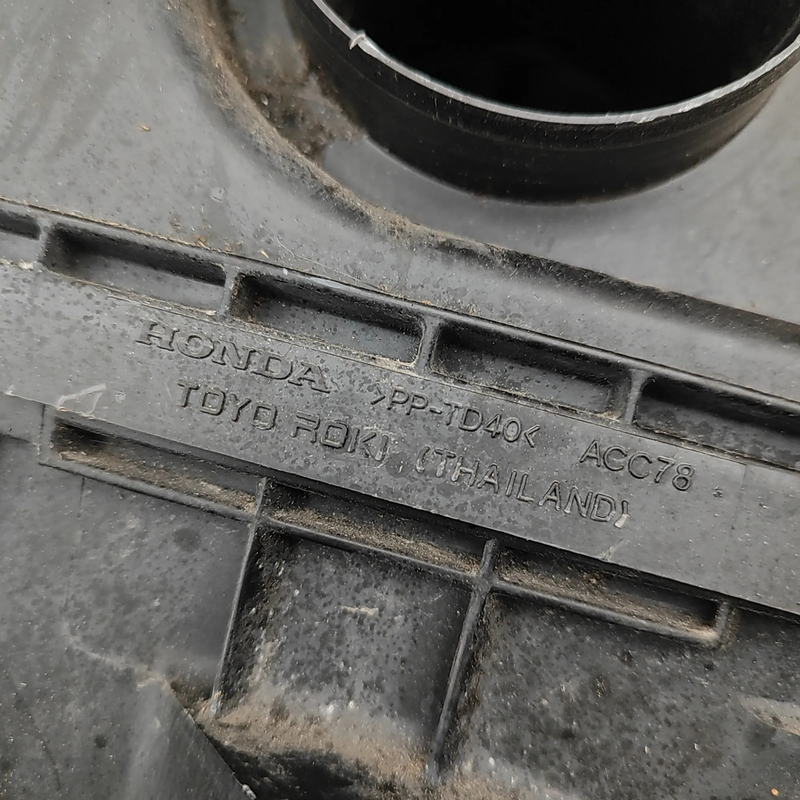 HONDA >PP-TD40< ACC78
TOYO ROKI (THAILAND)